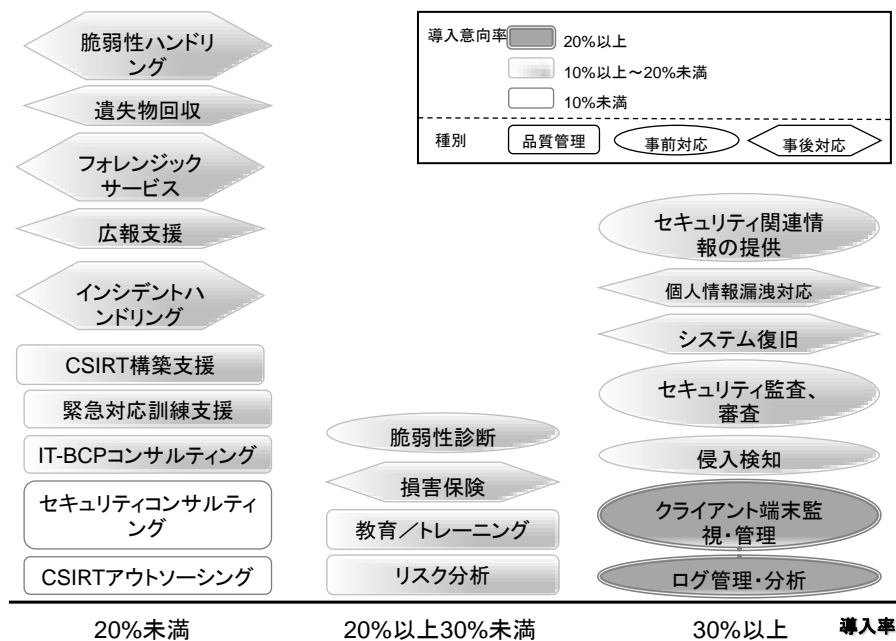 導入意向率
20%以上
10%以上～20%未満
10%未満
種別
品質管理
事前対応
事後対応
脆弱性ハンドリ
ング
遺失物回収
フォレンジック
サービス
広報支援
インシデントハ
ンドリング
CSIRT構築支援
緊急対応訓練支援
IT-BCPコンサルティング
セキュリティコンサルティ
ング
CSIRTアウトソーシング
脆弱性診断
損害保険
教育／トレーニング
リスク分析
セキュリティ関連情
報の提供
個人情報漏洩対応
システム復旧
セキュリティ監査、
審査
侵入検知
クライアント端末監
視・管理
ログ管理・分析
20%未満
20%以上30%未満
30%以上
導入率